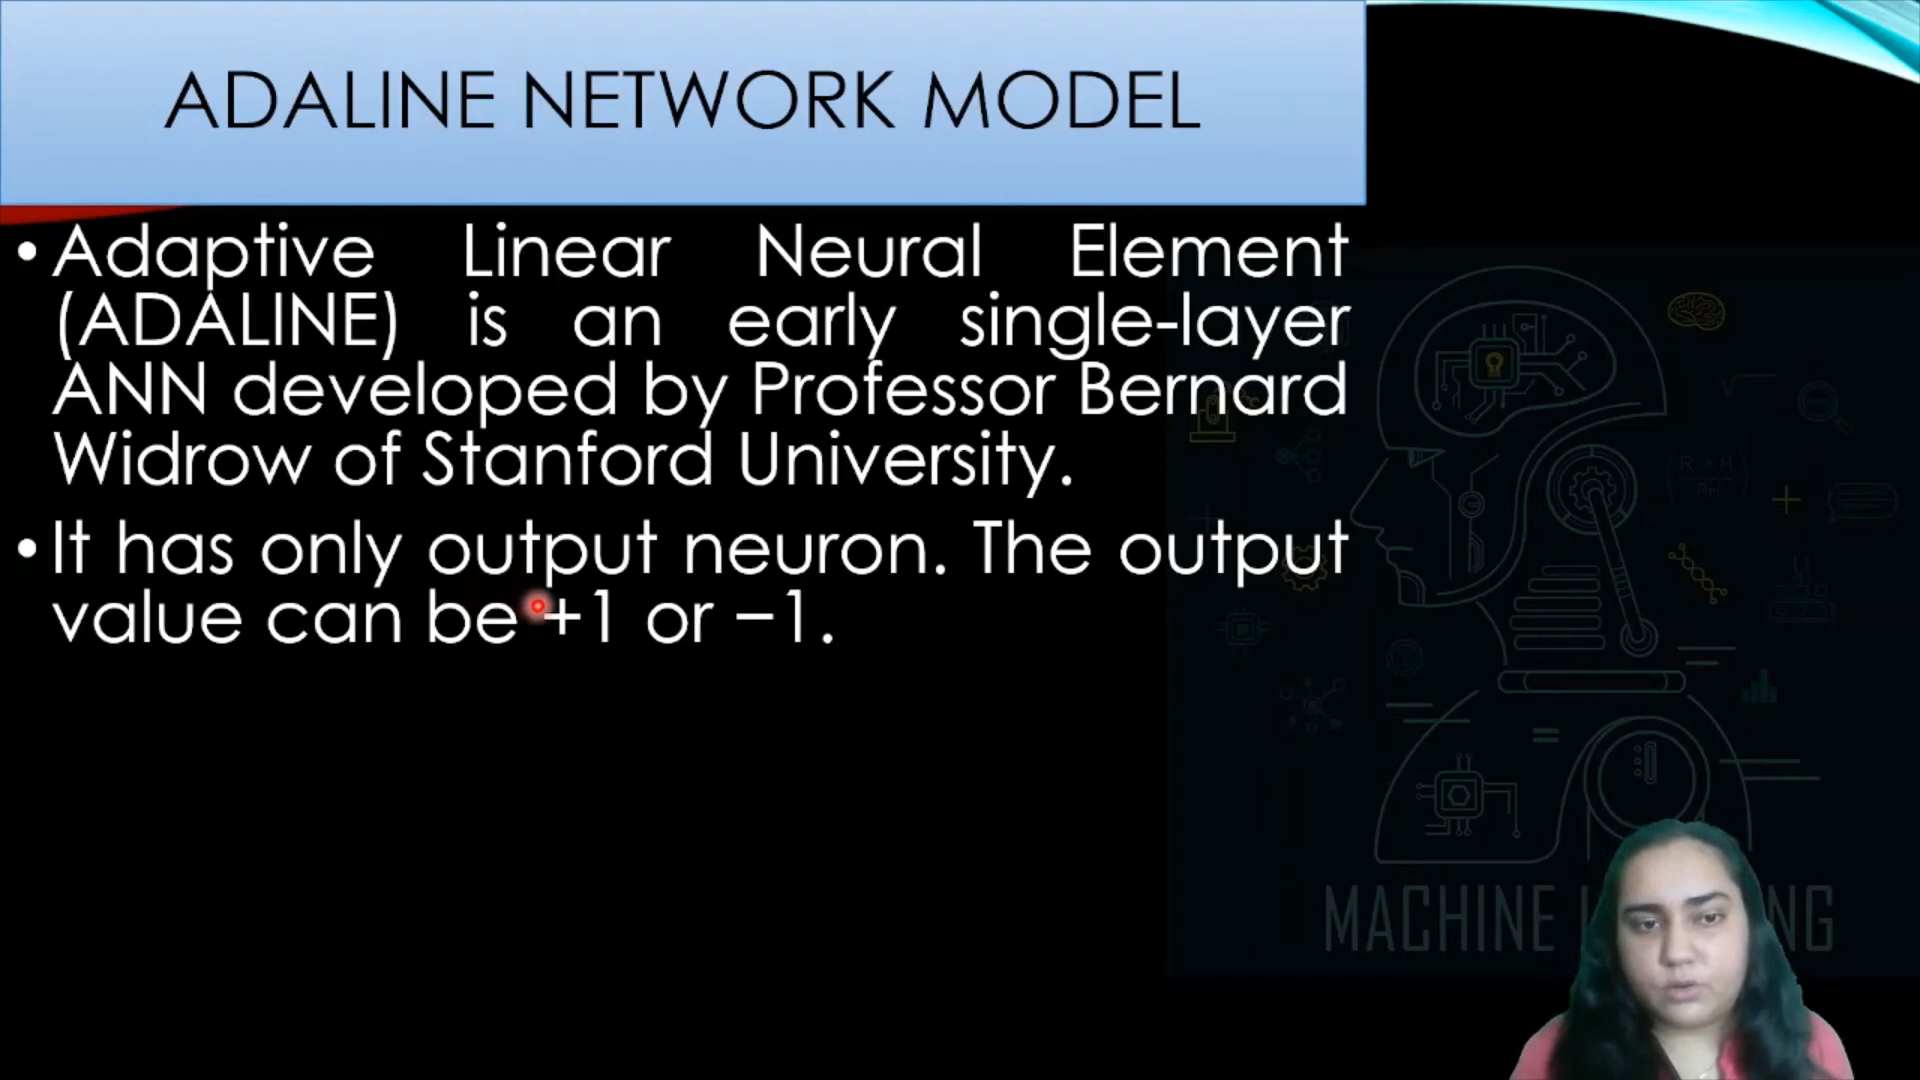 ADALINE NETWORK MODEL
• Adaptive Linear Neural Element
(ADALINE) is an early single-layer
ANN developed by Professor Bernard
Widrow of Stanford University.
• It has only output neuron. The output
value can be +1 or −1.
MACHINE L NG